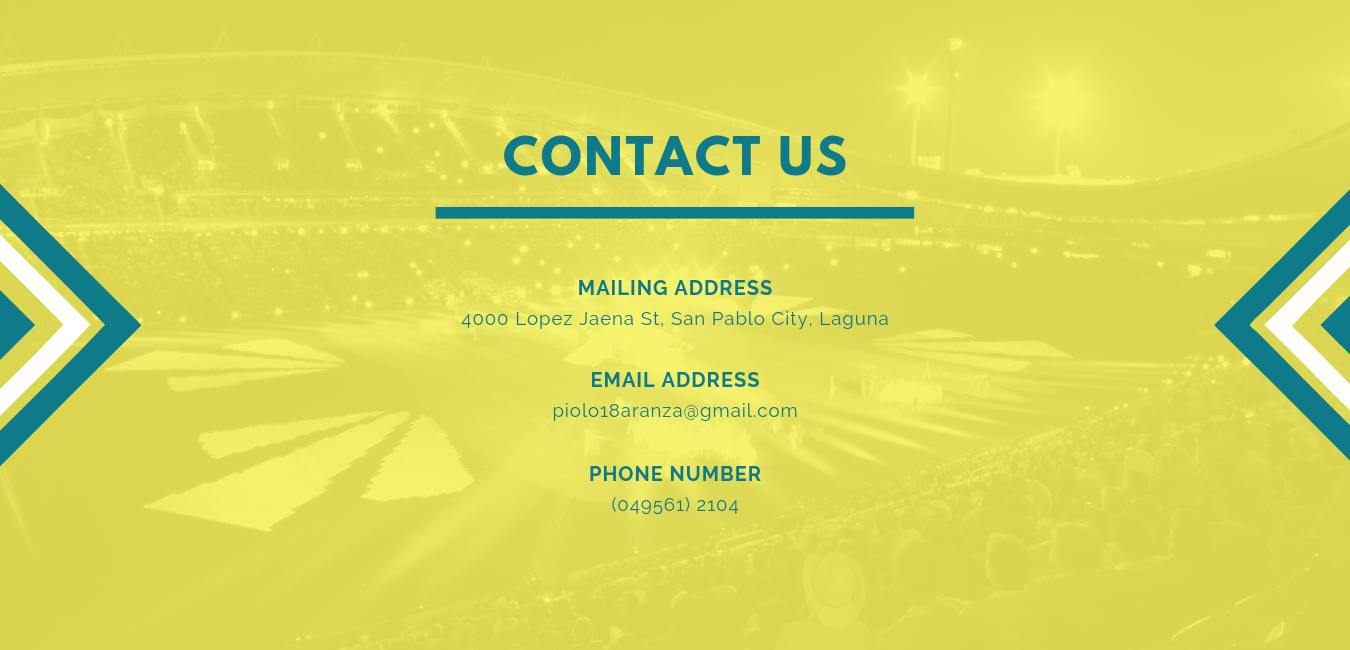 CONTACT US
MAILING ADDRESS
4000 Lopez Jaena St, San Pablo City, Laguna
EMAIL ADDRESS
piolo18aranza@gmail.com
PHONE NUMBER
(049561) 2104